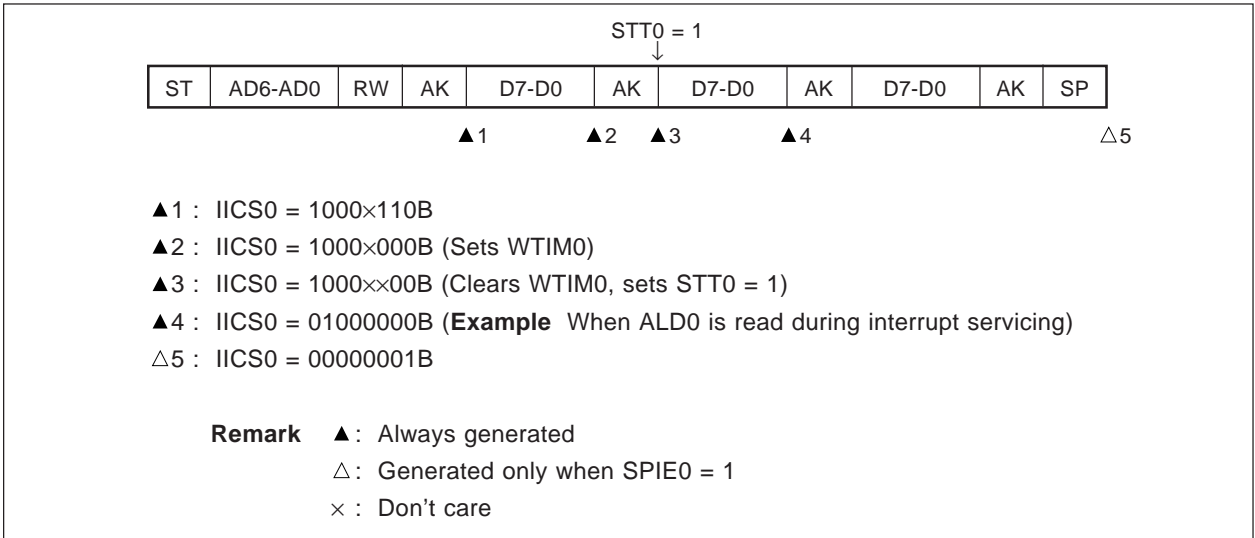 STT0 = 1
↓
ST AD6-AD0 RW AK D7-D0 AK D7-D0 AK D7-D0 AK SP
▲1 ▲2 ▲3 ▲4 △5
▲1 : IICS0 = 1000×110B
▲2 : IICS0 = 1000×000B (Sets WTIM0)
▲3 : IICS0 = 1000××00B (Clears WTIM0, sets STT0 = 1)
▲4 : IICS0 = 01000000B (Example When ALD0 is read during interrupt servicing)
△5 : IICS0 = 00000001B
Remark ▲ : Always generated
△ : Generated only when SPIE0 = 1
× : Don't care